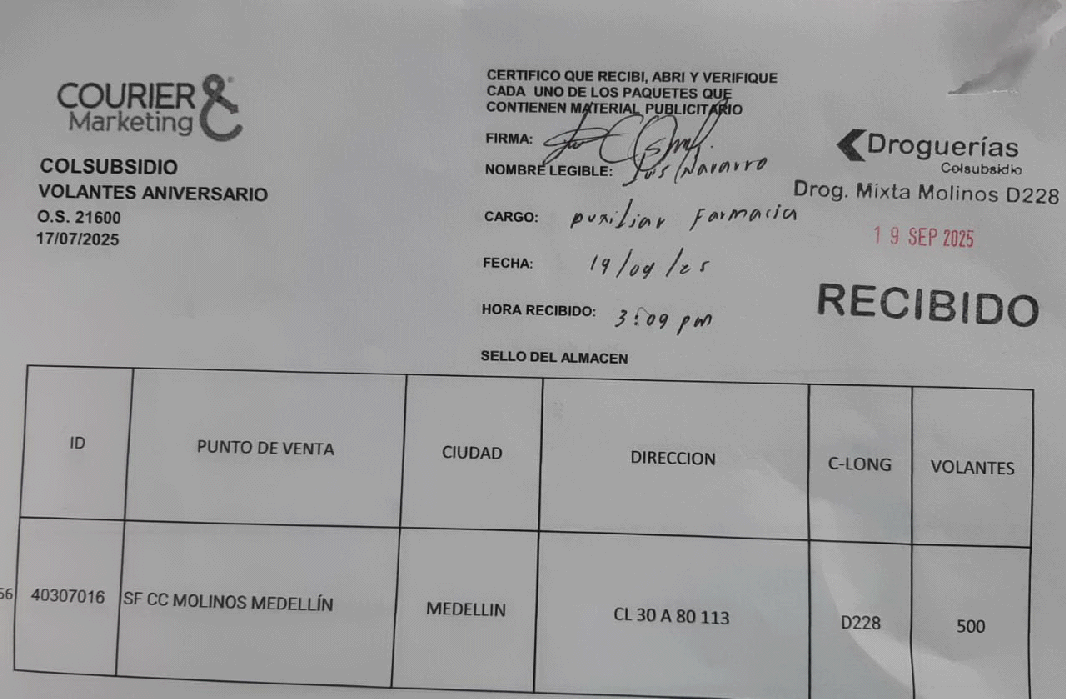 COURIER &
Marketing
COLSUBSIDIO
VOLANTES ANIVERSARIO
O.S. 21600
17/07/2025
CERTIFICO QUE RECIBI, ABRI Y VERIFIQUE
CADA UNO DE LOS PAQUETES QUE
CONTIENEN MATERIAL PUBLICITARIO
FIRMA:
NOMBRE LEGIBLE: Navarro
CARGO: Auxiliar Farmacia
FECHA:
HORA RECIBIDO: 3:09 pm
SELLO DEL ALMACEN
Droguerías
Colsubsidio
Drog. Mixta Molinos D228
19 SEP 2025
RECIBIDO
ID PUNTO DE VENTA CIUDAD DIRECCION C-LONG VOLANTES
40307016 SF CC MOLINOS MEDELLÍN MEDELLIN CL 30 A 80 113 D228 500